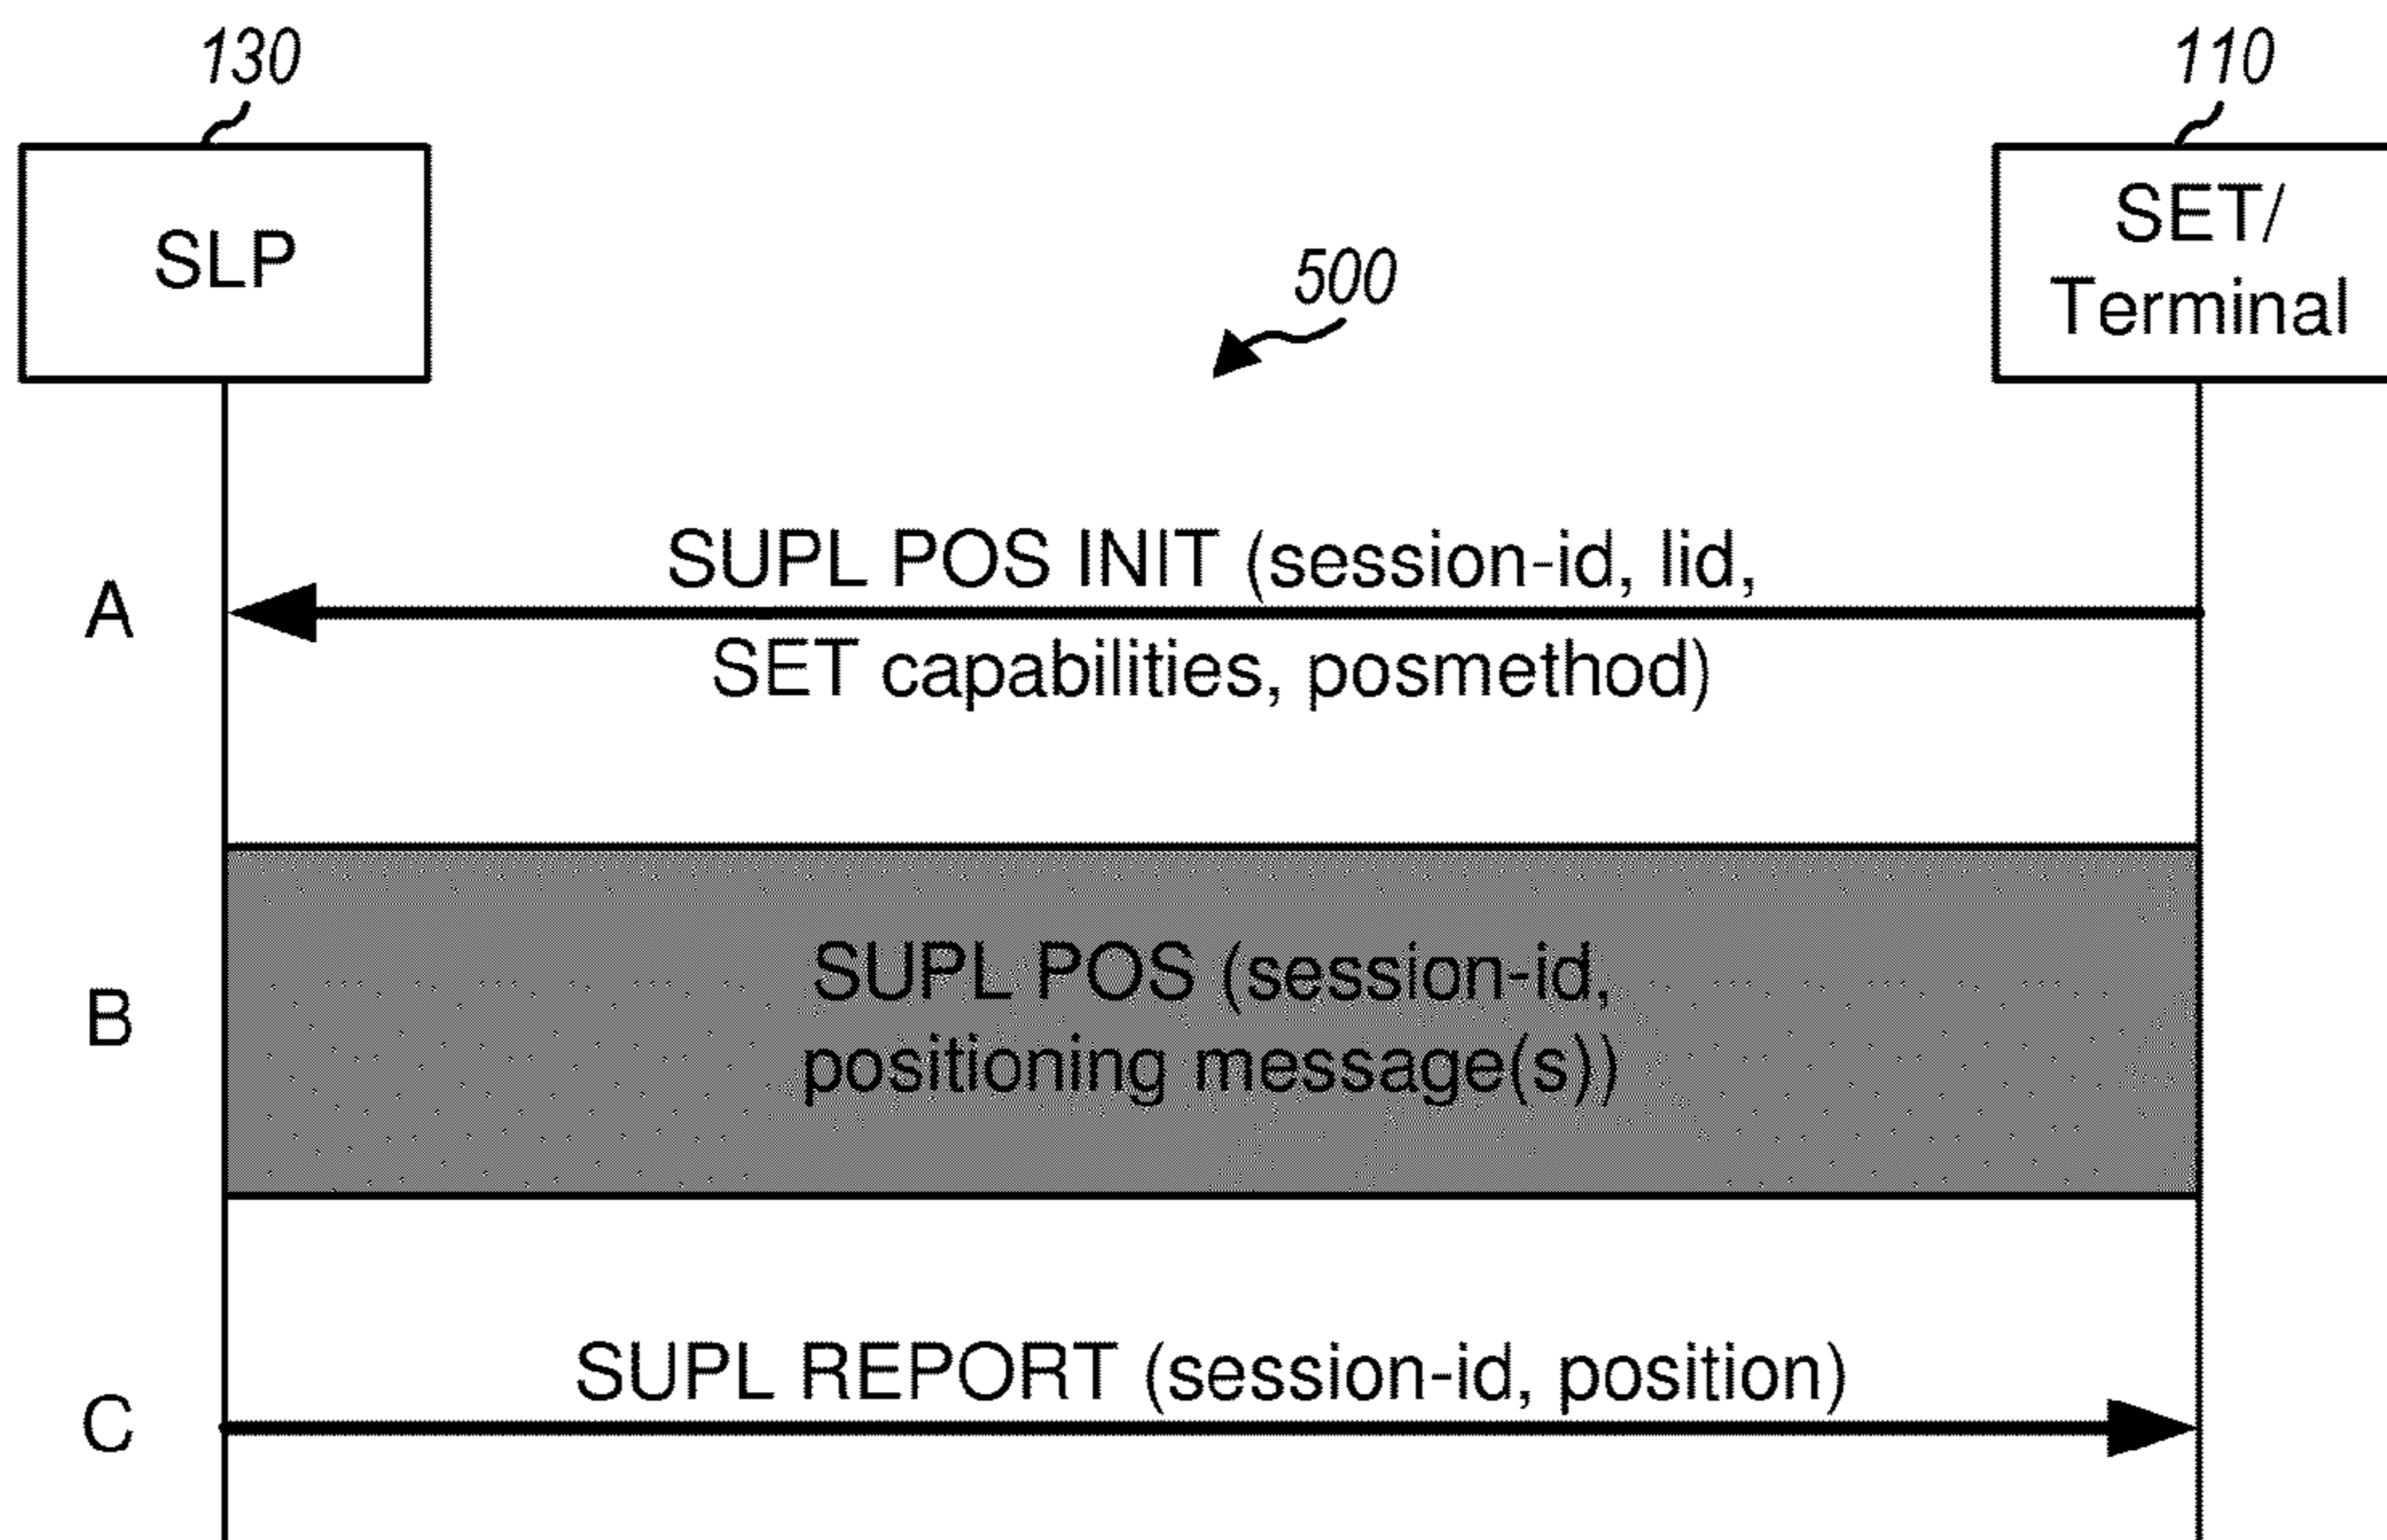 130
110
SLP
SET/
Terminal
500
SUPL POS INIT (session-id, lid,
A
SET capabilities, posmethod)
SUPL POS (session-id,
B
positioning message(s))
SUPL REPORT (session-id, position)
C